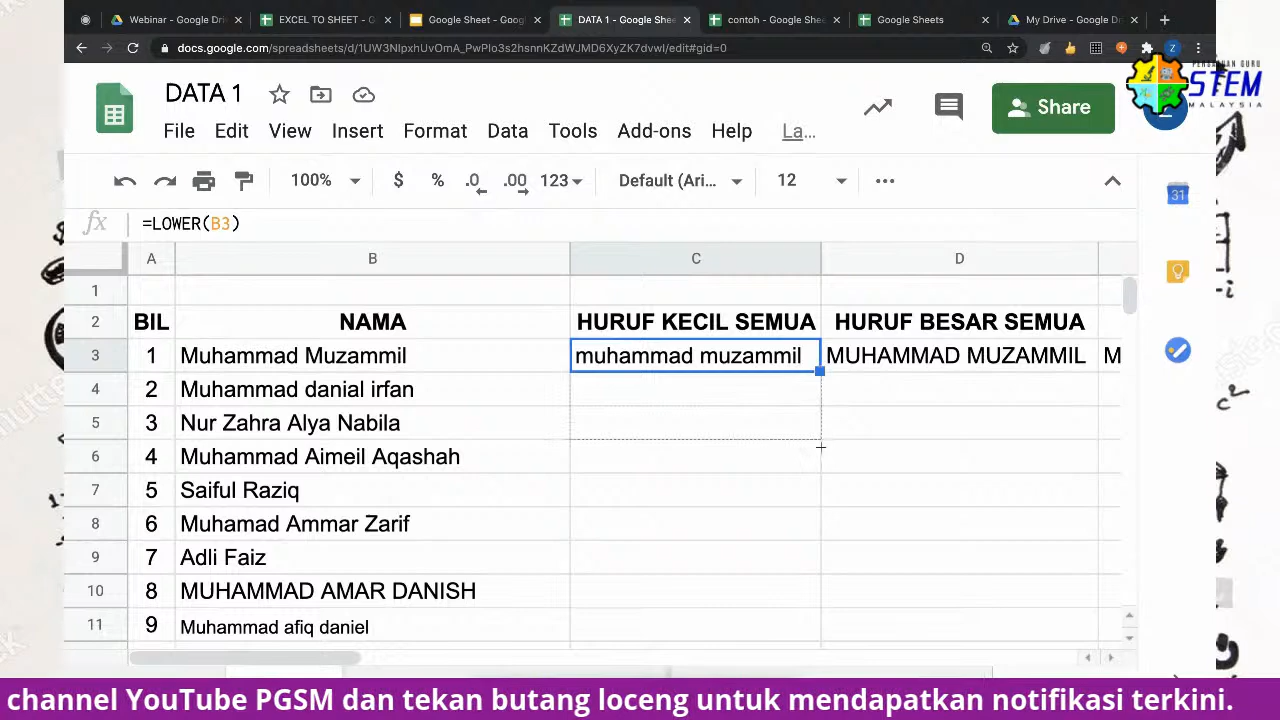 Webinar - Google Dri
EXCEL TO SHEET - G
Google Sheet - Goog
DATA 1 - Google Shee
contoh - Google Shee
Google Sheets
My Drive - Google Dr
docs.google.com/spreadsheets/d/1UW3NlpxhUvOmA_PwPlo3s2hsnnKZdWJMD6XyZK7dvwI/edit#gid=0
Z
PERSATUAN GURU
STEM
MALAYSIA
DATA 1
Share
File Edit View Insert Format Data Tools Add-ons Help La...
100% $ % .0 .00 123 Default (Ari... 12
fx =LOWER(B3)
31
A B C D
1
2 BIL NAMA HURUF KECIL SEMUA HURUF BESAR SEMUA
3 1 Muhammad Muzammil muhammad muzammil MUHAMMAD MUZAMMIL M
4 2 Muhammad danial irfan
5 3 Nur Zahra Alya Nabila
6 4 Muhammad Aimeil Aqashah
7 5 Saiful Raziq
8 6 Muhamad Ammar Zarif
9 7 Adli Faiz
10 8 MUHAMMAD AMAR DANISH
11 9 Muhammad afiq daniel
channel YouTube PGSM dan tekan butang loceng untuk mendapatkan notifikasi terkini.